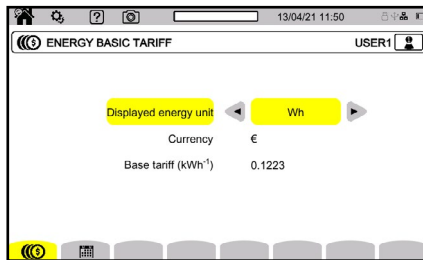 13/04/21 11:50
ENERGY BASIC TARIFF
USER1
Displayed energy unit
Wh
Currency
€
Base tariff (kWh⁻¹)
0.1223